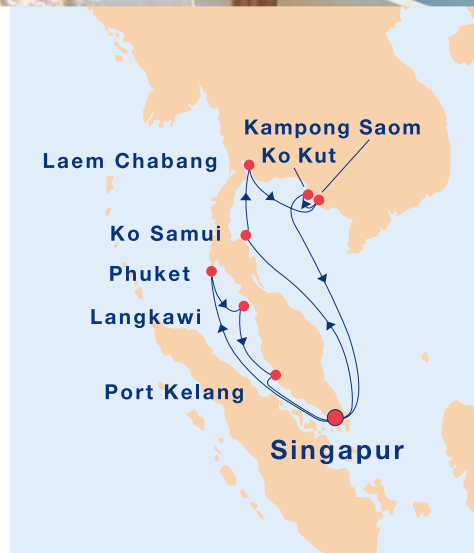 Kampong Saom
Ko Kut
Laem Chabang
Ko Samui
Phuket
Langkawi
Port Kelang
Singapur